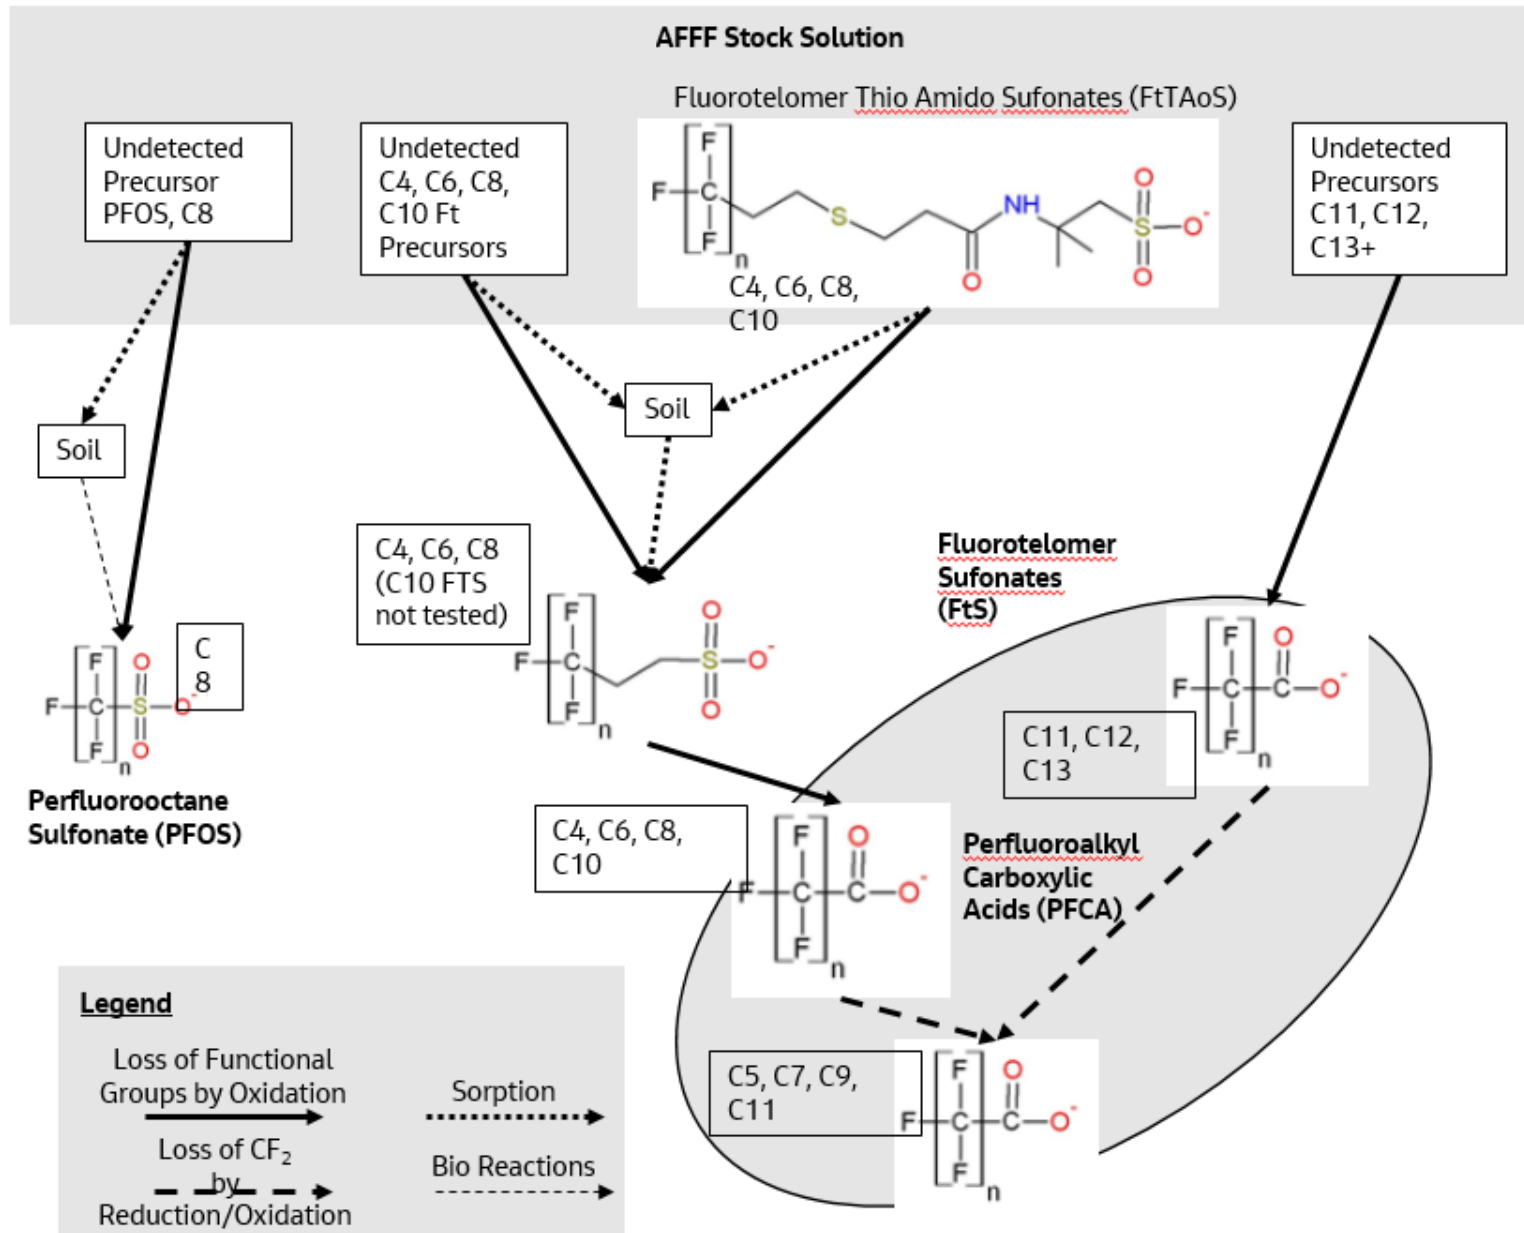 AFFF Stock Solution
Fluorotelomer Thio Amido Sufonates (FtTAoS)
Undetected
Precursor
PFOS, C8
Undetected
C4, C6, C8,
C10 Ft
Precursors
F
F
F
C
n
S
O
NH
O
S
O
O-
C4, C6, C8,
C10
Undetected
Precursors
C11, C12,
C13+
Soil
Soil
C4, C6, C8
(C10 FTS
not tested)
F
F
F
C
n
O
S
O
O-
Fluorotelomer
Sufonates
(FtS)
C
8
F
F
F
C
n
O
S
O
O-
Perfluorooctane
Sulfonate (PFOS)
F
F
F
C
n
O
C
O-
C11, C12,
C13
C4, C6, C8,
C10
F
F
F
C
n
O
C
O-
Perfluoroalkyl
Carboxylic
Acids (PFCA)
C5, C7, C9,
C11
F
F
F
C
n
O
C
O-
Legend
Loss of Functional
Groups by Oxidation
Sorption
Loss of CF2
by
Reduction/Oxidation
Bio Reactions